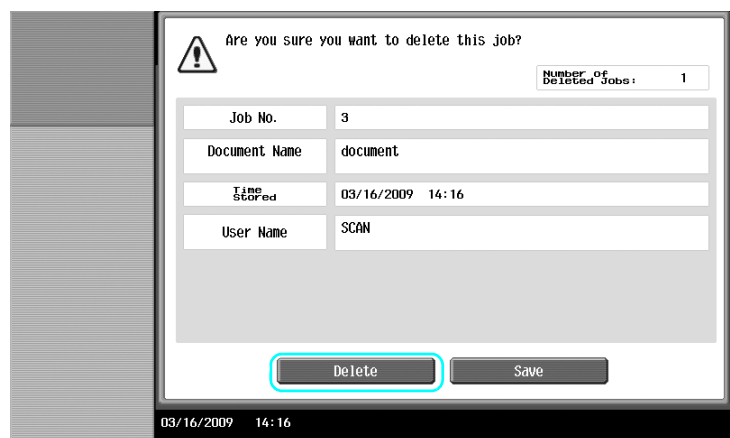 Are you sure you want to delete this job?
Number of
Deleted Jobs: 1
Job No. 3
Document Name document
Time
Stored 03/16/2009 14:16
User Name SCAN
Delete Save
03/16/2009 14:16